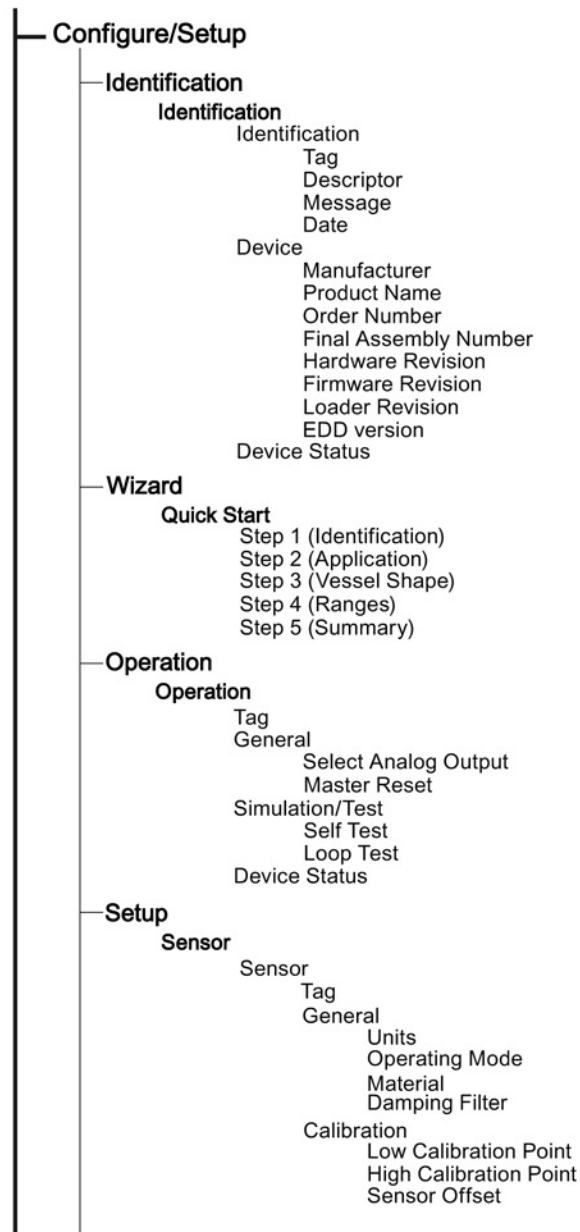 Configure/Setup
Identification
Identification
Identification
Tag
Descriptor
Message
Date
Device
Manufacturer
Product Name
Order Number
Final Assembly Number
Hardware Revision
Firmware Revision
Loader Revision
EDD version
Device Status
Wizard
Quick Start
Step 1 (Identification)
Step 2 (Application)
Step 3 (Vessel Shape)
Step 4 (Ranges)
Step 5 (Summary)
Operation
Operation
Tag
General
Select Analog Output
Master Reset
Simulation/Test
Self Test
Loop Test
Device Status
Setup
Sensor
Sensor
Tag
General
Units
Operating Mode
Material
Damping Filter
Calibration
Low Calibration Point
High Calibration Point
Sensor Offset